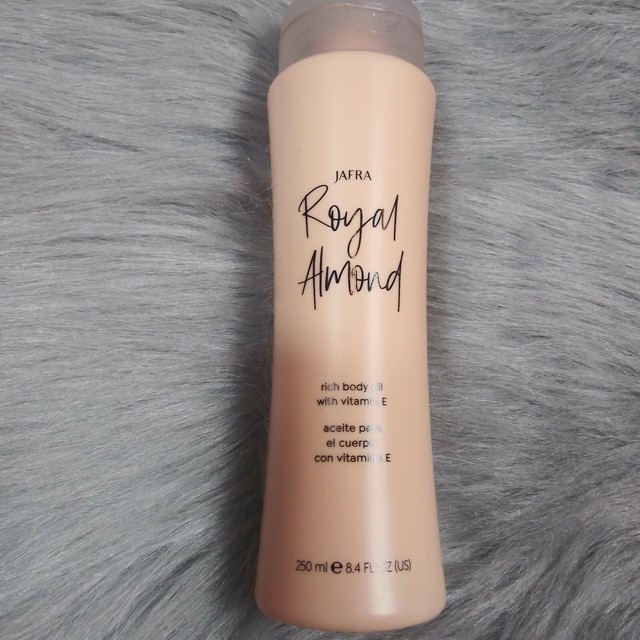 JAFRA
Royal
Almond
rich body oil
with vitamin E
aceite para
el cuerpo
con vitamina E
250 ml e 8.4 FL OZ (US)